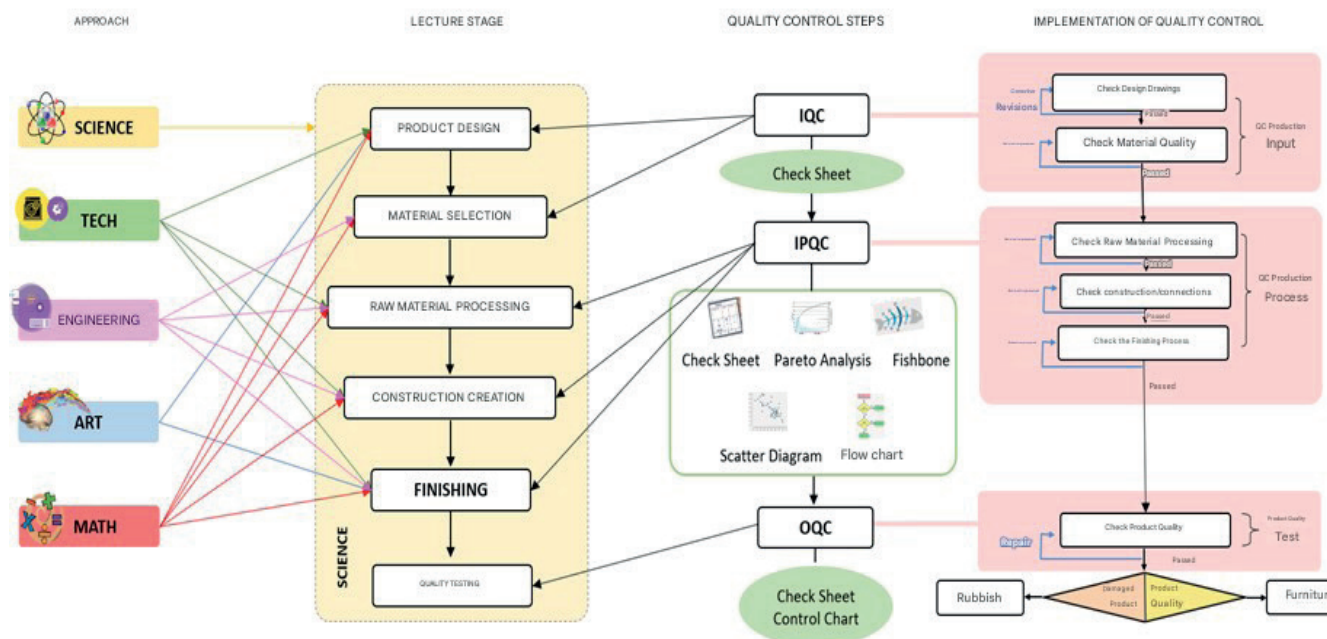 APPROACH
LECTURE STAGE
QUALITY CONTROL STEPS
IMPLEMENTATION OF QUALITY CONTROL
SCIENCE
TECH
ENGINEERING
ART
MATH
PRODUCT DESIGN
MATERIAL SELECTION
RAW MATERIAL PROCESSING
CONSTRUCTION CREATION
FINISHING
QUALITY TESTING
SCIENCE
IQC
Check Sheet
IPQC
Check Sheet
Pareto Analysis
Fishbone
Scatter Diagram
Flow chart
OQC
Check Sheet
Control Chart
Check Design Drawings
Revisions
Passed
Check Material Quality
Passed
QC Production
Input
Check Raw Material Processing
Passed
Check construction/connections
Passed
Check the Finishing Process
Passed
QC Production
Process
Check Product Quality
Repair
Passed
Product Quality
Test
Rubbish
Damaged
Product
Product
Quality
Furnitur